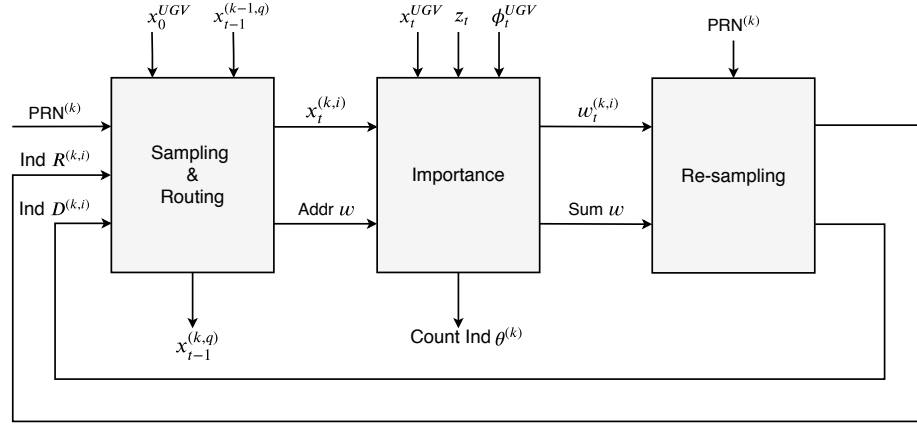 x_0^{UGV} x_{t-1}^{(k-1,q)}
x_t^{UGV} z_t ϕ_t^{UGV}
PRN^{(k)}
PRN^{(k)}
Ind R^{(k,i)}
Ind D^{(k,i)}
Sampling
&
Routing
x_t^{(k,i)}
Addr w
Importance
w_t^{(k,i)}
Sum w
Re-sampling
x_{t-1}^{(k,q)}
Count Ind θ^{(k)}